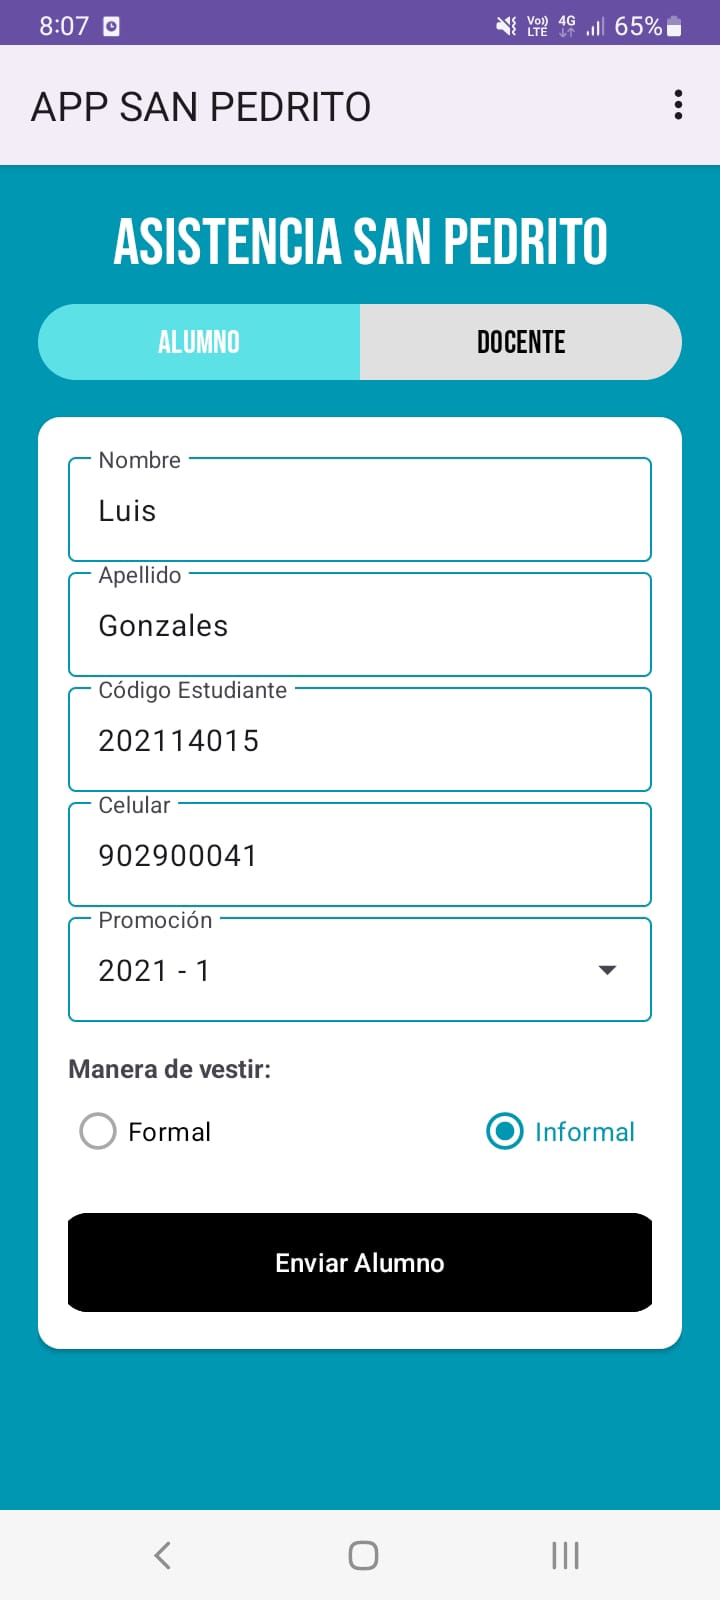 8:07 Vo)) LTE 4G 65%
APP SAN PEDRITO
ASISTENCIA SAN PEDRITO
ALUMNO DOCENTE
Nombre
Luis
Apellido
Gonzales
Código Estudiante
202114015
Celular
902900041
Promoción
2021 - 1
Manera de vestir:
Formal Informal
Enviar Alumno